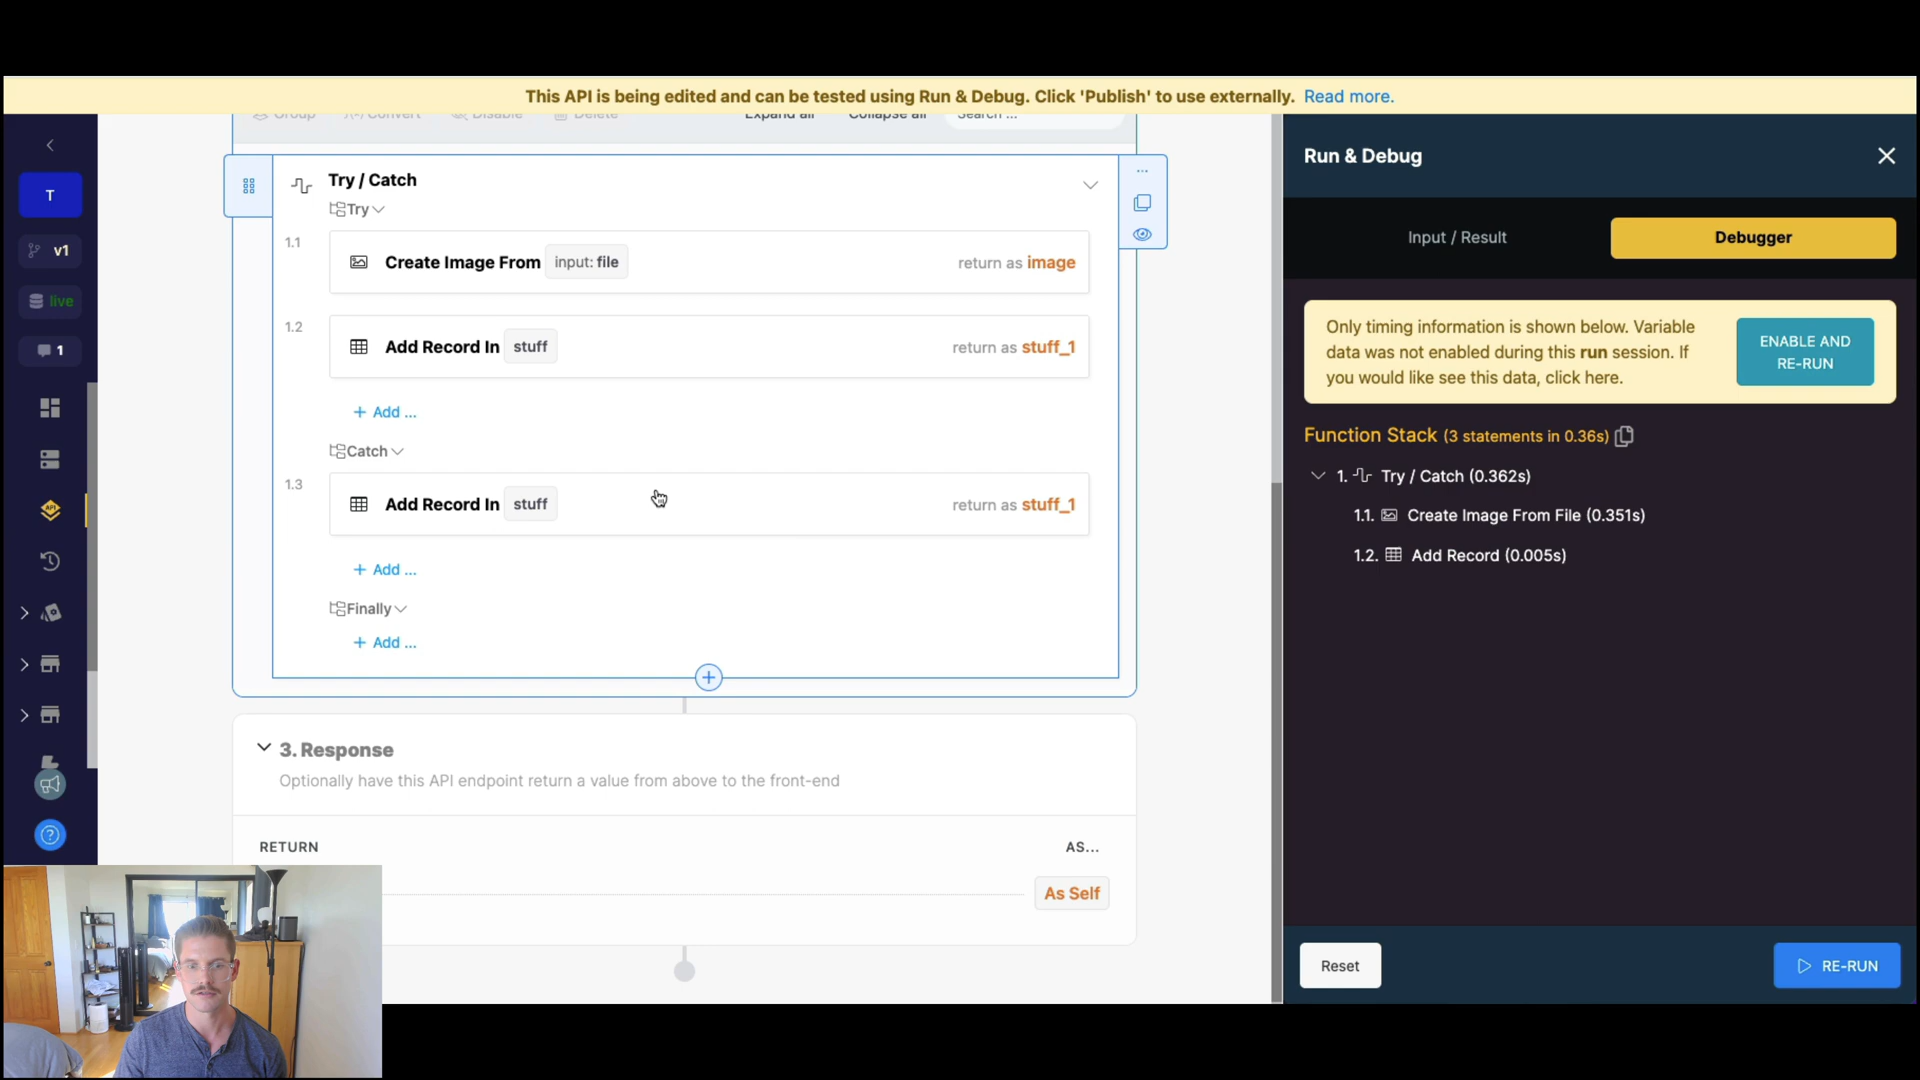 This API is being edited and can be tested using Run & Debug. Click 'Publish' to use externally. Read more.
Group Convert Disable Delete Expand all Collapse all Search ...
T
v1
live
1
API
Try / Catch
Try
1.1
Create Image From input: file return as image
1.2
Add Record In stuff return as stuff_1
+ Add ...
Catch
1.3
Add Record In stuff return as stuff_1
+ Add ...
Finally
+ Add ...
3. Response
Optionally have this API endpoint return a value from above to the front-end
RETURN AS...
As Self
Run & Debug
Input / Result Debugger
Only timing information is shown below. Variable
data was not enabled during this run session. If
you would like see this data, click here.
ENABLE AND
RE-RUN
Function Stack (3 statements in 0.36s)
1. Try / Catch (0.362s)
1.1. Create Image From File (0.351s)
1.2. Add Record (0.005s)
Reset RE-RUN